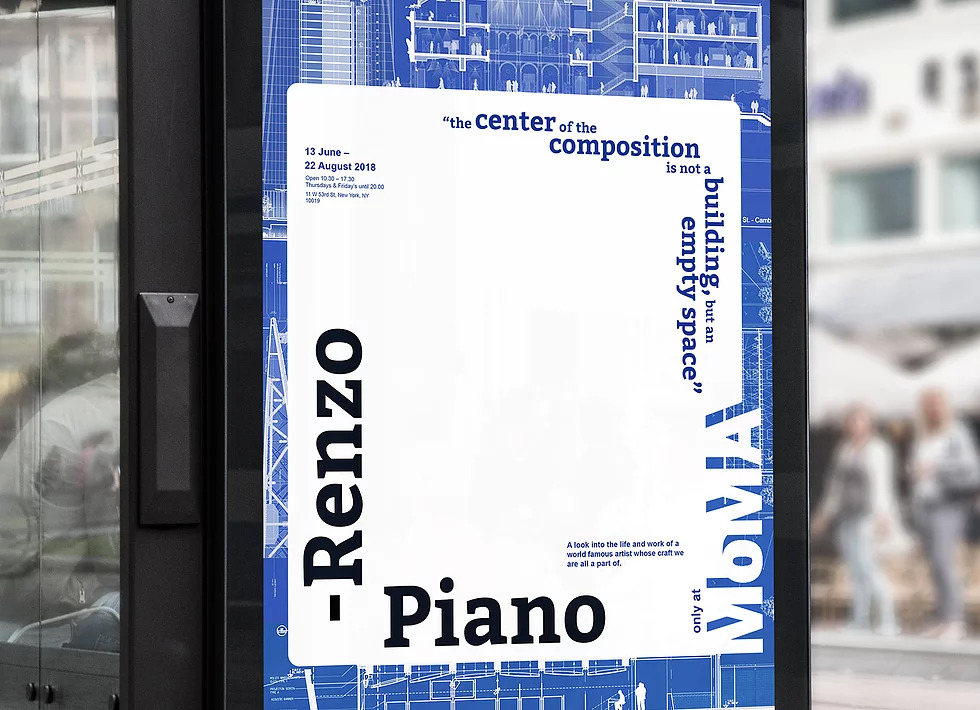 “the center of the
composition
is not a
building, but an
empty space”
13 June –
22 August 2018
Open 10:30 – 17:30
Thursdays & Friday's until 20:00
11 W 53rd St, New York, NY
10019
St. - Camb
-Renzo
Piano
A look into the life and work of a
world famous artist whose craft we
are all a part of.
only at
MoMA